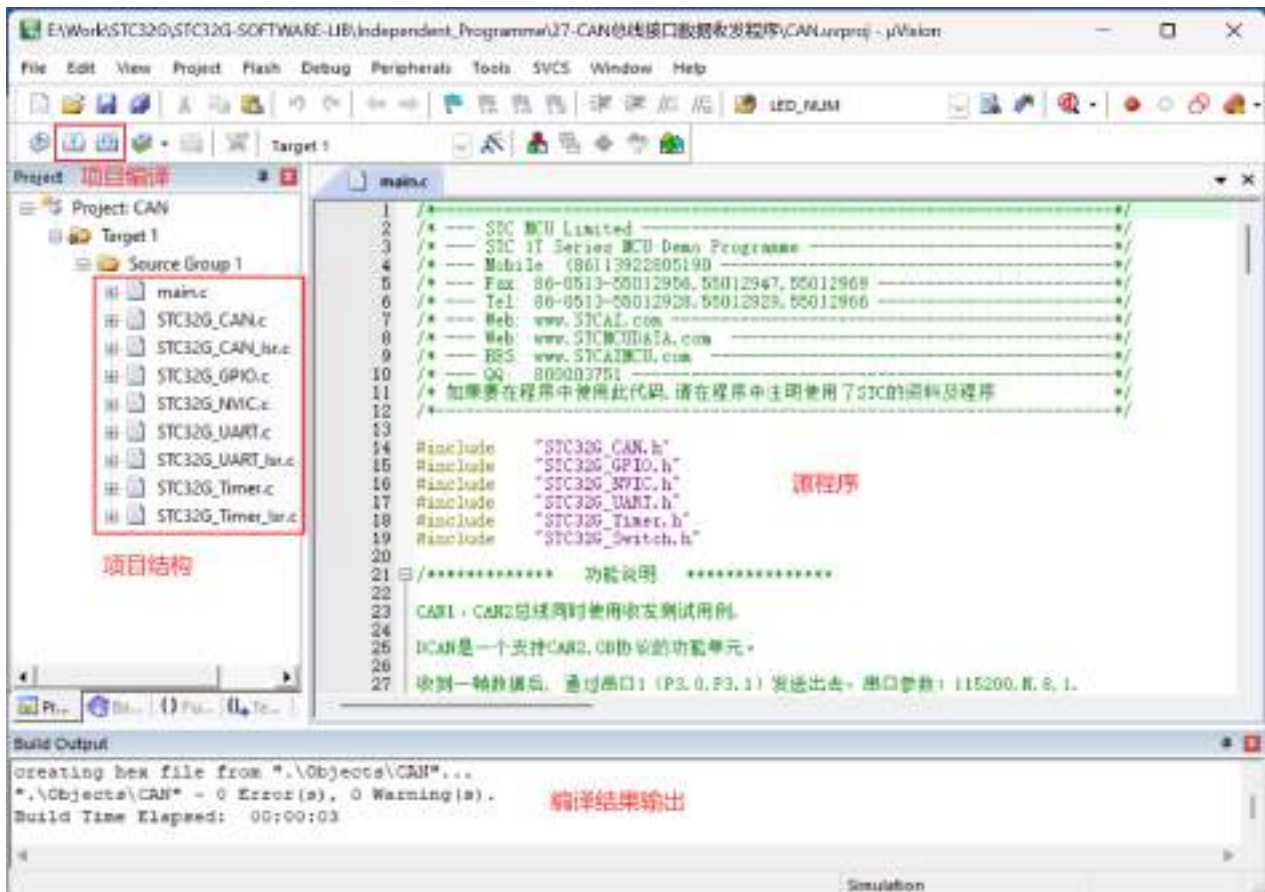 E:\Work\STC32G\STC32G-SOFTWARE-LIB\Independent_Programme\27-CAN总线接口数据收发程序\CAN.uvproj - µVision
File Edit View Project Flash Debug Peripherals Tools SVCS Window Help
LED_NUM
Target 1
Project 项目编译
main.c
Project: CAN
Target 1
Source Group 1
main.c
STC32G_CAN.c
STC32G_CAN_Isr.c
STC32G_GPIO.c
STC32G_NVIC.c
STC32G_UART.c
STC32G_UART_Isr.c
STC32G_Timer.c
STC32G_Timer_Isr.c
项目结构
1 /*---------------------------------------------------------------------*/
2 /* --- STC MCU Limited ------------------------------------------------*/
3 /* --- STC 1T Series MCU Demo Programme -------------------------------*/
4 /* --- Mobile: (86)13922805190 ----------------------------------------*/
5 /* --- Fax: 86-0513-55012956,55012947,55012969 ------------------------*/
6 /* --- Tel: 86-0513-55012928,55012929,55012966 ------------------------*/
7 /* --- Web: www.STCAI.com ---------------------------------------------*/
8 /* --- Web: www.STCMCUDATA.com ---------------------------------------*/
9 /* --- BBS: www.STCAIMCU.com -----------------------------------------*/
10 /* --- QQ: 800003751 -------------------------------------------------*/
11 /* 如果要在程序中使用此代码,请在程序中注明使用了STC的资料及程序 */
12 /*---------------------------------------------------------------------*/
13
14 #include "STC32G_CAN.h"
15 #include "STC32G_GPIO.h"
16 #include "STC32G_NVIC.h"
17 #include "STC32G_UART.h"
18 #include "STC32G_Timer.h"
19 #include "STC32G_Switch.h"
源程序
20
21 /************* 功能说明 ***************
22
23 CAN1、CAN2总线同时使用收发测试用例.
24
25 DCAN是一个支持CAN2.0B协议的功能单元。
26
27 收到一帧数据后, 通过串口1 (P3.0,P3.1) 发送出去。串口参数: 115200,N,8,1.
Build Output
creating hex file from ".\Objects\CAN"...
".\Objects\CAN" - 0 Error(s), 0 Warning(s).
Build Time Elapsed: 00:00:03
编译结果输出
Simulation